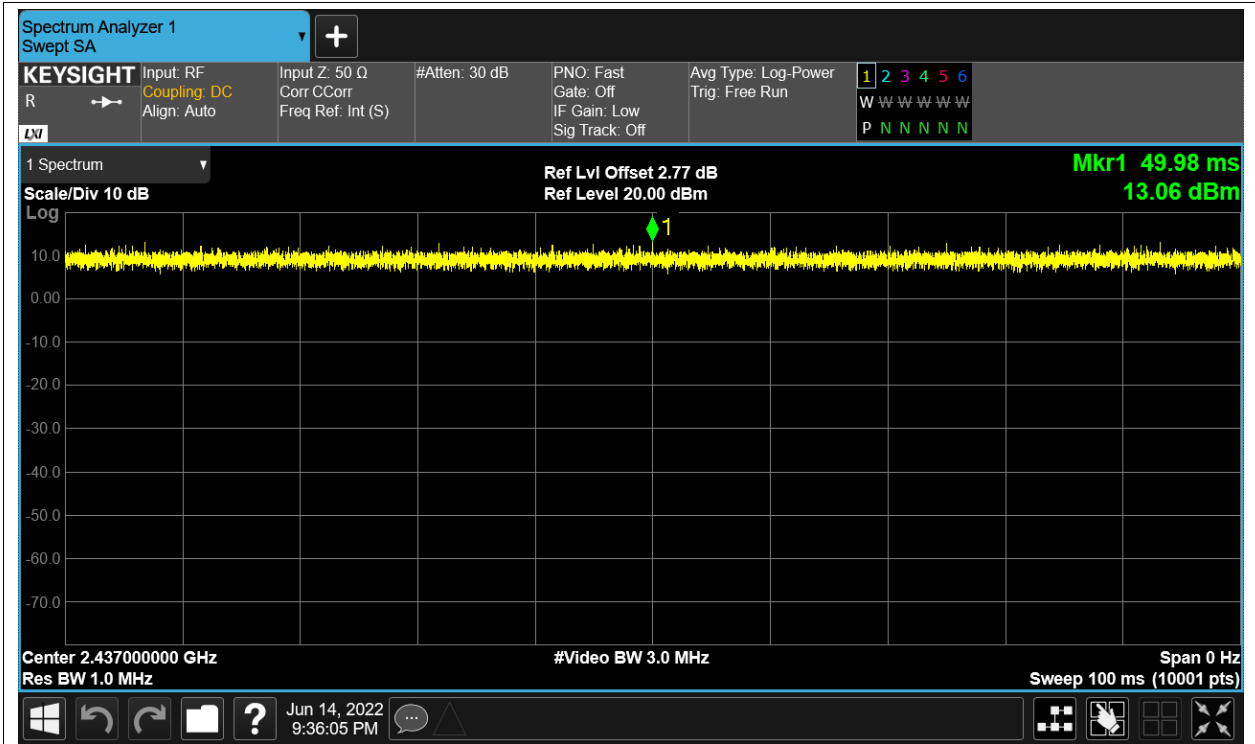 Spectrum Analyzer 1
Swept SA
KEYSIGHT
R
LXI
Input: RF
Coupling: DC
Align: Auto
Input Z: 50 Ω
Corr CCorr
Freq Ref: Int (S)
#Atten: 30 dB
PNO: Fast
Gate: Off
IF Gain: Low
Sig Track: Off
Avg Type: Log-Power
Trig: Free Run
1 2 3 4 5 6
W W W W W W
P N N N N N
1 Spectrum
Scale/Div 10 dB
Log
Ref Lvl Offset 2.77 dB
Ref Level 20.00 dBm
Mkr1 49.98 ms
13.06 dBm
1
10.0
0.00
-10.0
-20.0
-30.0
-40.0
-50.0
-60.0
-70.0
Center 2.437000000 GHz
Res BW 1.0 MHz
#Video BW 3.0 MHz
Span 0 Hz
Sweep 100 ms (10001 pts)
?
Jun 14, 2022
9:36:05 PM